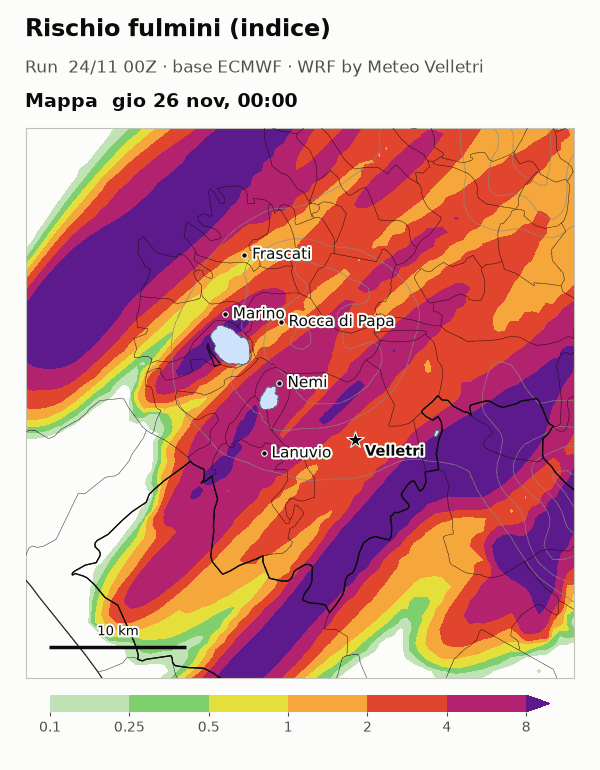 Rischio fulmini (indice)
Run  24/11 00Z · base ECMWF · WRF by Meteo Velletri
Mappa  gio 26 nov, 00:00
Frascati
Marino
Rocca di Papa
Nemi
Velletri
Lanuvio
10 km
0.1 0.25 0.5 1 2 4 8